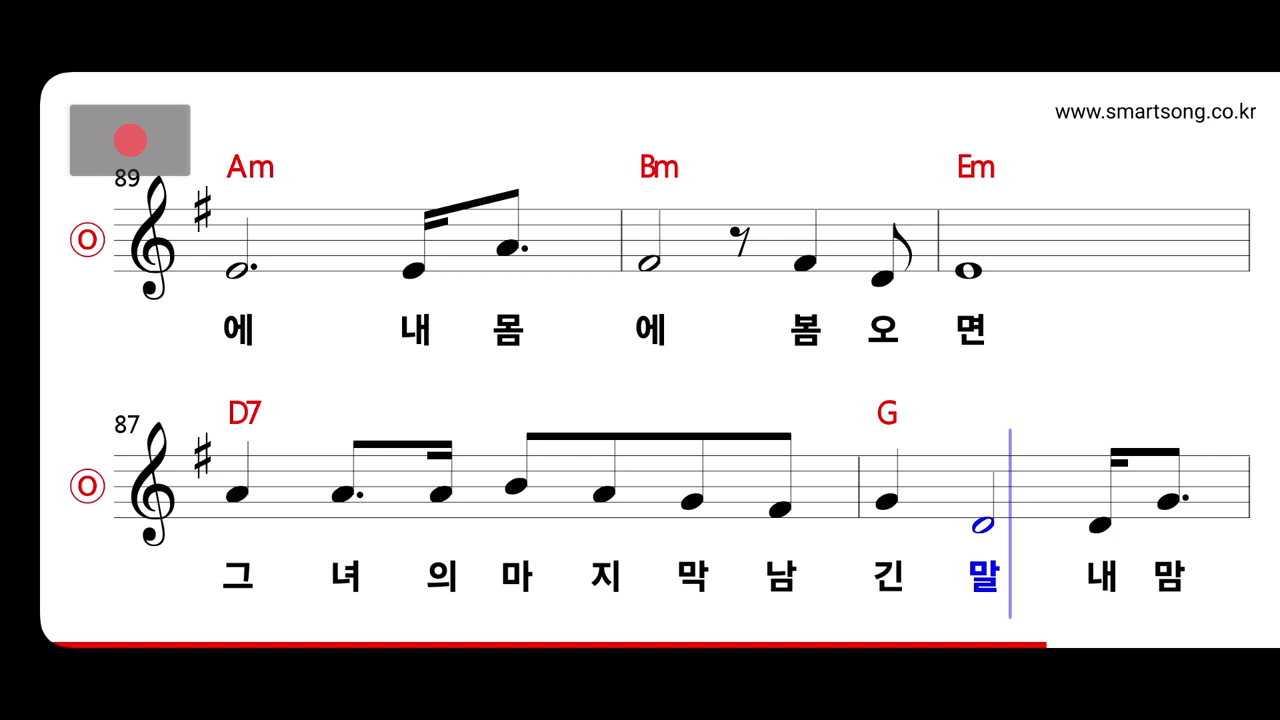 www.smartsong.co.kr
Am Bm Em
89
O
에 내 몸 에 봄 오 면
D7 G
87
O
그 녀 의 마 지 막 남 긴 말 내 맘